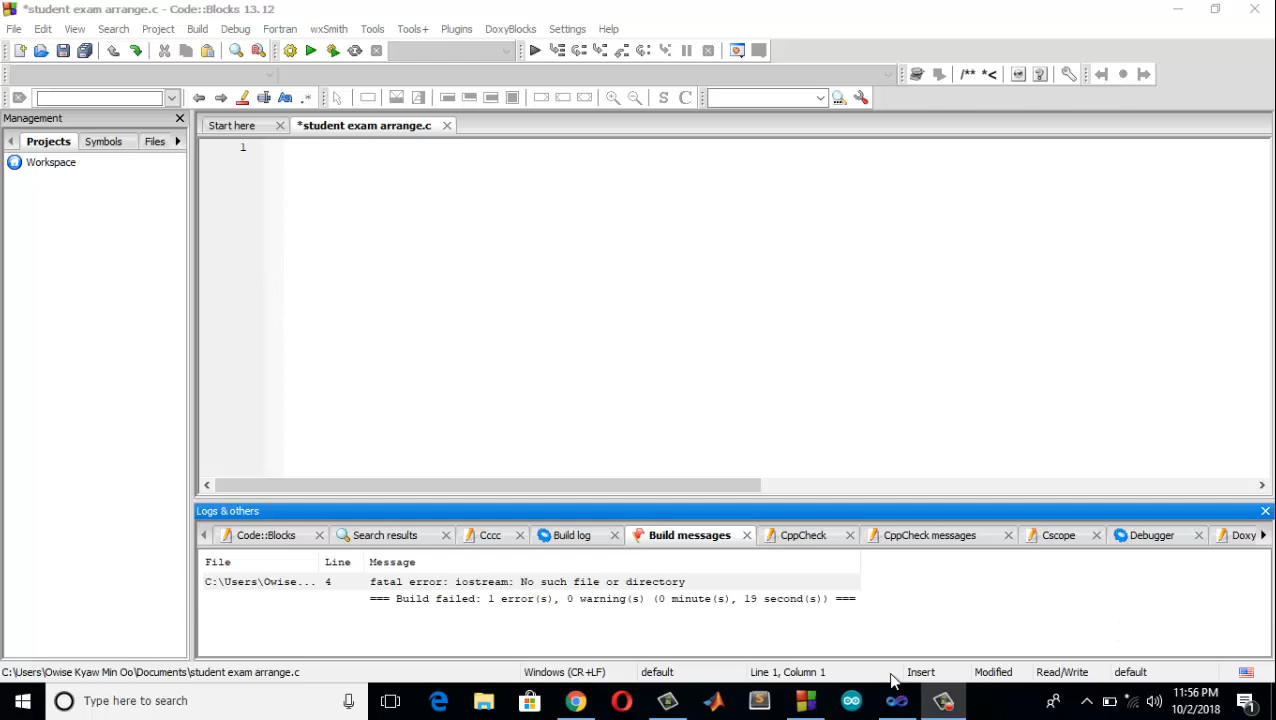 *student exam arrange.c - Code::Blocks 13.12
File Edit View Search Project Build Debug Fortran wxSmith Tools Tools+ Plugins DoxyBlocks Settings Help
/** *<
.* S C
Management
Projects Symbols Files
Workspace
Start here *student exam arrange.c
1
Logs & others
Code::Blocks Search results Cccc Build log Build messages CppCheck CppCheck messages Cscope Debugger Doxy
File Line Message
C:\Users\Owise... 4 fatal error: iostream: No such file or directory
=== Build failed: 1 error(s), 0 warning(s) (0 minute(s), 19 second(s)) ===
C:\Users\Owise Kyaw Min Oo\Documents\student exam arrange.c Windows (CR+LF) default Line 1, Column 1 Insert Modified Read/Write default
Type here to search
11:56 PM
10/2/2018
1